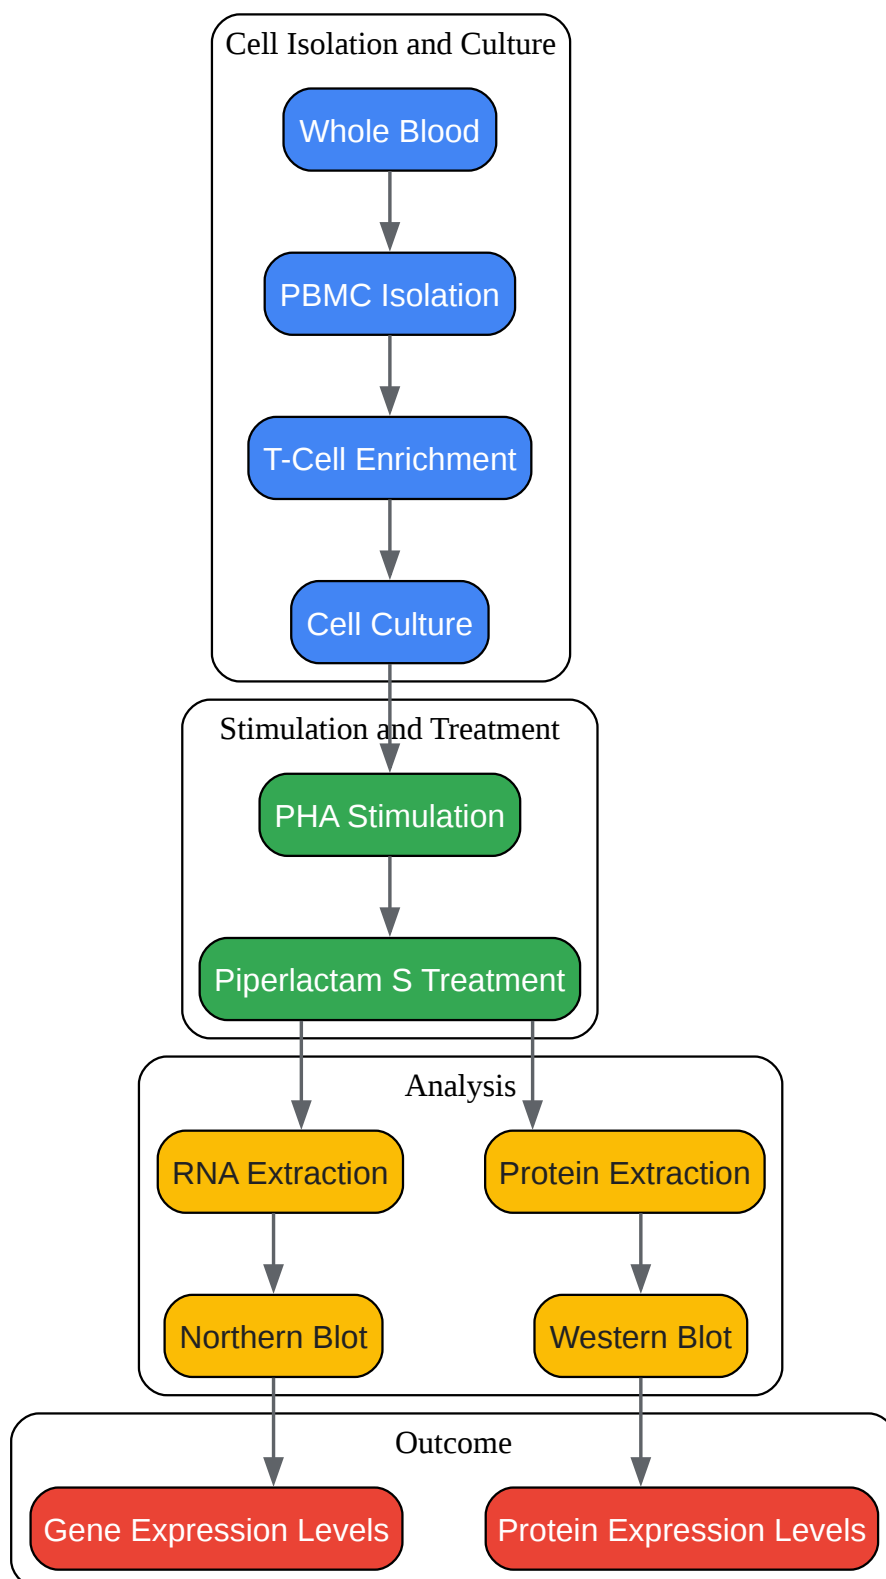 Cell Isolation and Culture
Whole Blood
PBMC Isolation
T-Cell Enrichment
Cell Culture
Stimulation and Treatment
PHA Stimulation
Piperlactam S Treatment
Analysis
RNA Extraction
Protein Extraction
Northern Blot
Western Blot
Outcome
Gene Expression Levels
Protein Expression Levels